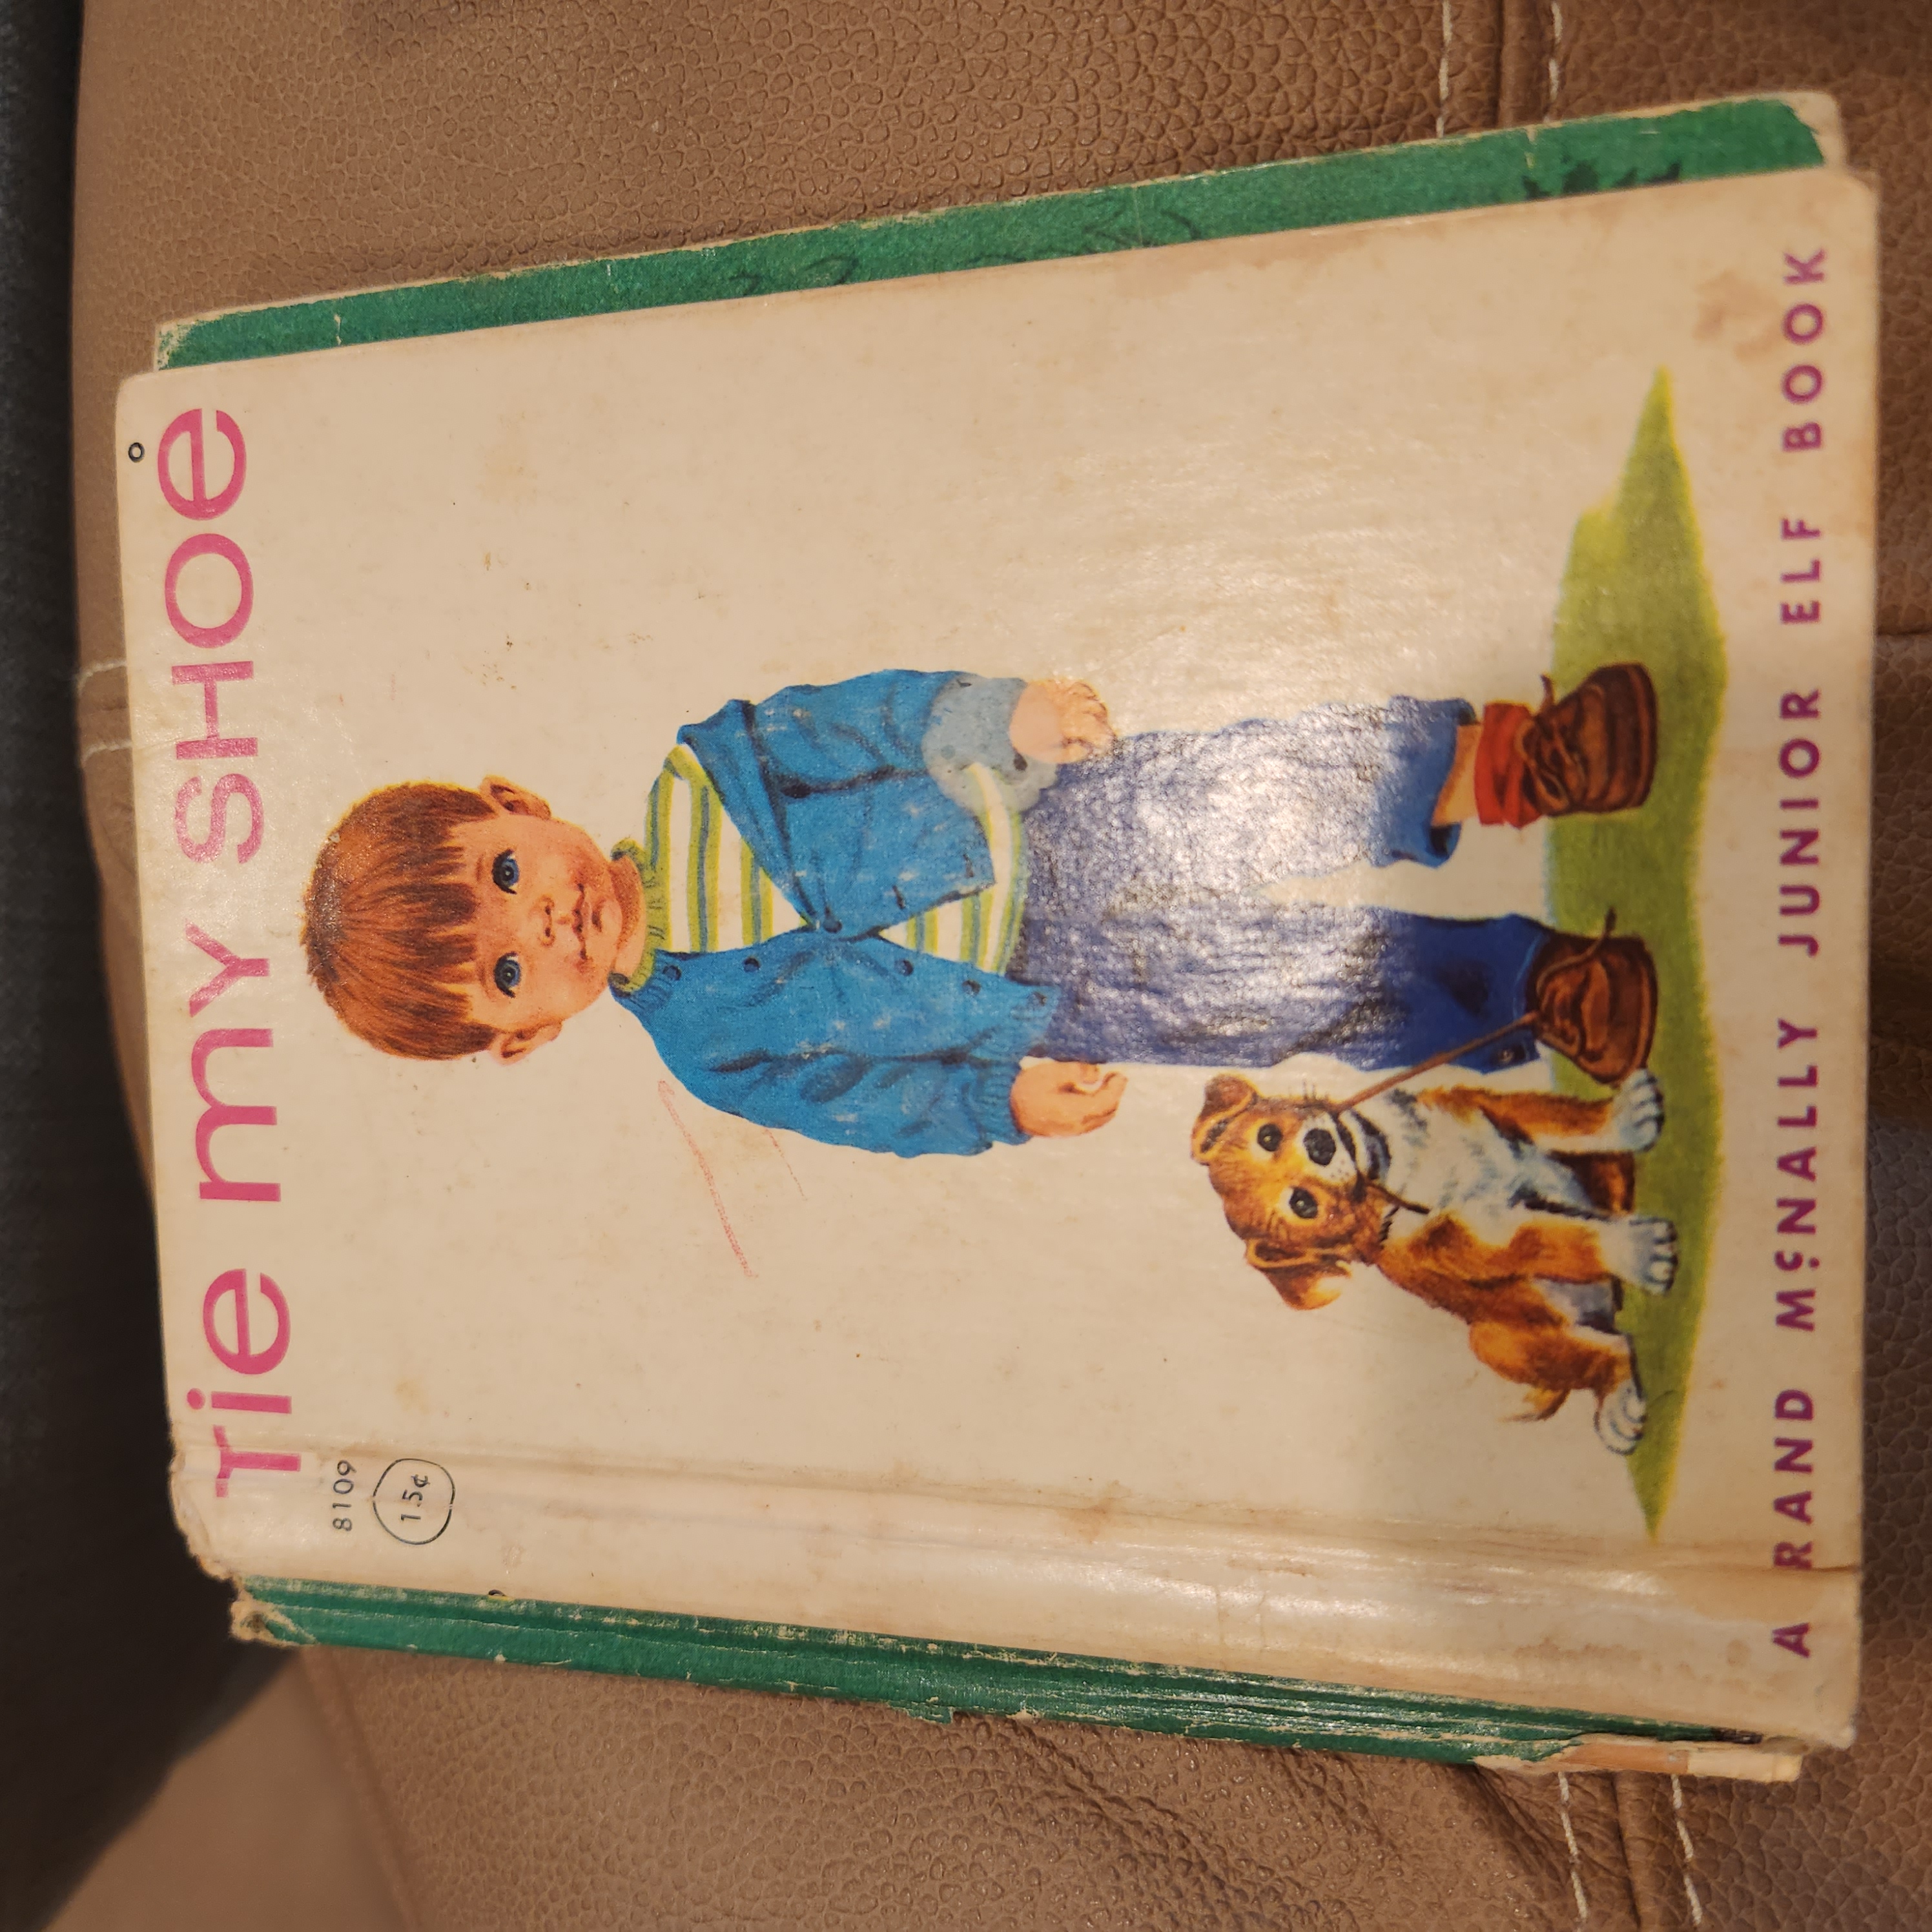 Tie my SHOe
8109
15¢
A RAND McNALLY JUNIOR ELF BOOK